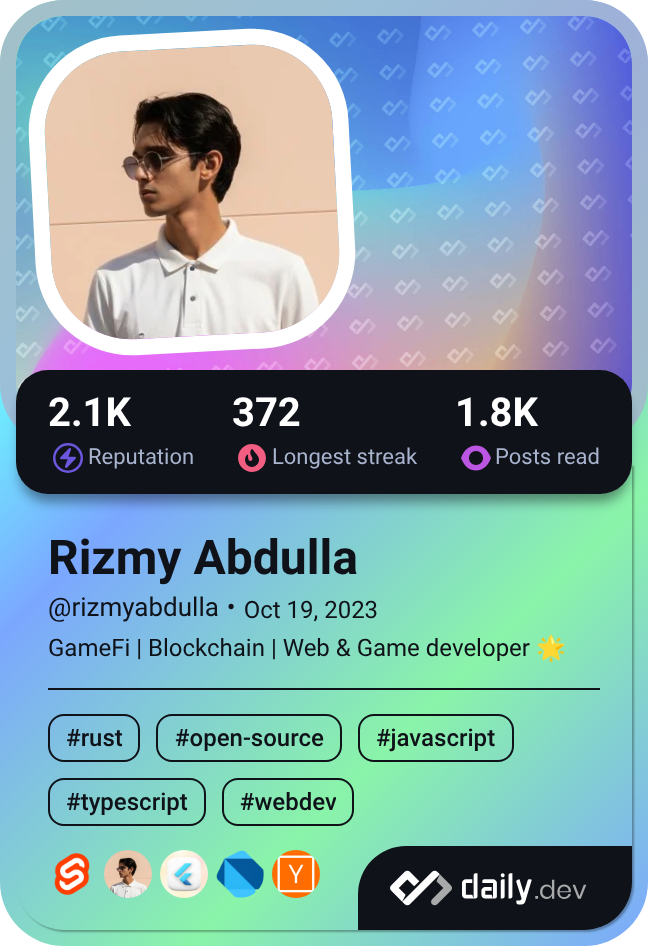 2.1K 372 1.8K
Reputation Longest streak Posts read
Rizmy Abdulla
@rizmyabdulla • Oct 19, 2023
GameFi | Blockchain | Web & Game developer 🌟
#rust #open-source #javascript
#typescript #webdev
Y
daily.dev